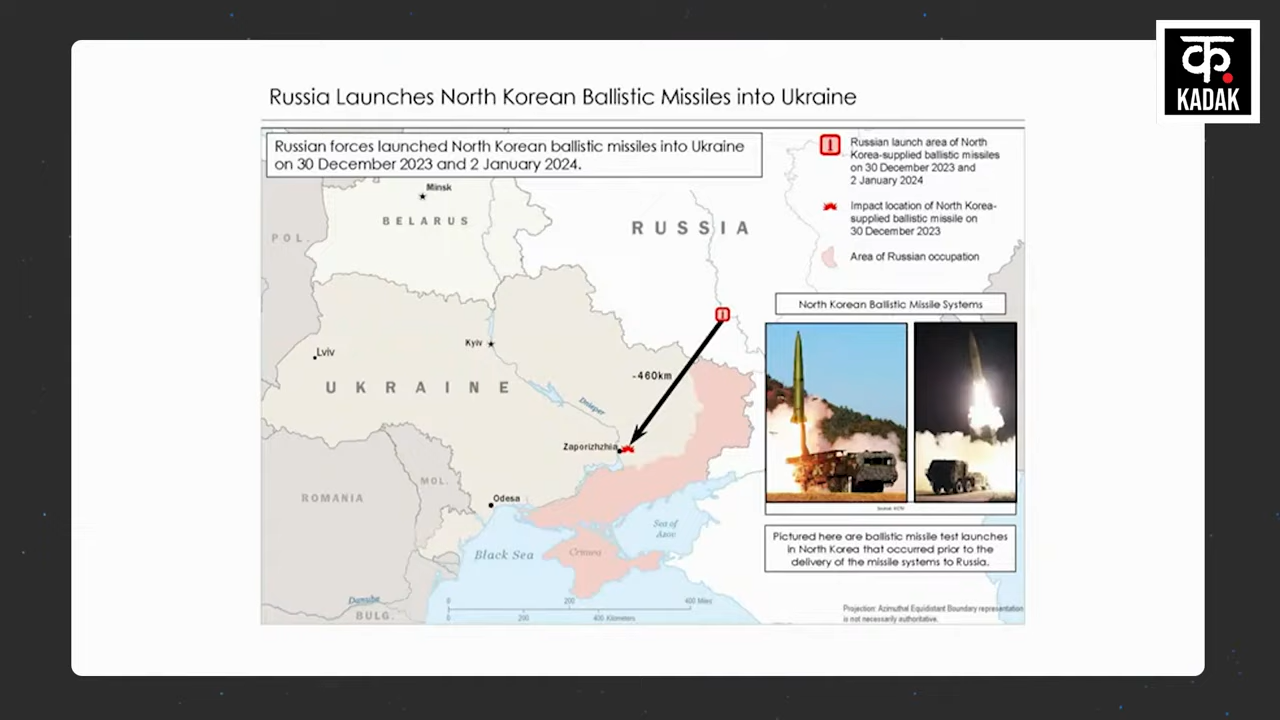 क.
KADAK
Russia Launches North Korean Ballistic Missiles into Ukraine
Russian forces launched North Korean ballistic missiles into Ukraine
on 30 December 2023 and 2 January 2024.
Russian launch area of North
Korea-supplied ballistic missiles
on 30 December 2023 and
2 January 2024
Impact location of North Korea-
supplied ballistic missile on
30 December 2023
Area of Russian occupation
Minsk
BELARUS
RUSSIA
POL.
North Korean Ballistic Missile Systems
Kyiv
Lviv
~460km
UKRAINE
Dnieper
Zaporizhzhia
MOL.
ROMANIA
Odesa
Sea of
Azov
Black Sea
Crimea
Pictured here are ballistic missile test launches
in North Korea that occurred prior to the
delivery of the missile systems to Russia.
Danube
BULG.
0 200 400 Miles
0 200 400 Kilometers
Projection: Azimuthal Equidistant Boundary representation
is not necessarily authoritative.